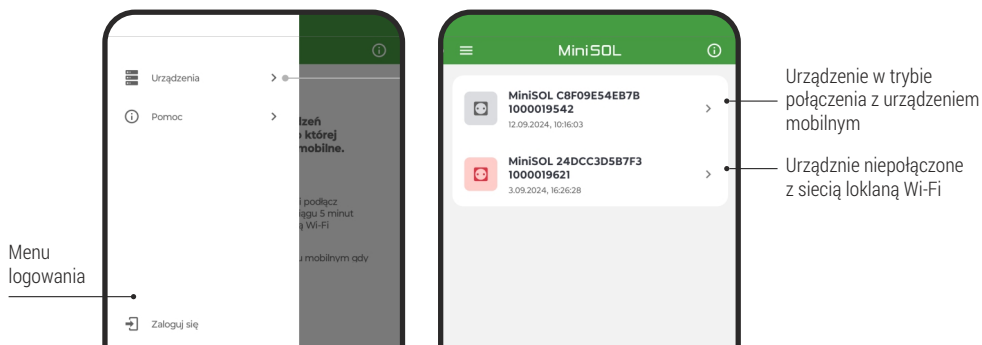 Urządzenia
Pomoc
lzeń
o której
mobilne.
i podłącz
iągu 5 minut
ą Wi-Fi
u mobilnym gdy
Menu
logowania
Zaloguj się
MiniSOL
MiniSOL C8F09E54EB7B
1000019542
12.09.2024, 10:16:03
MiniSOL 24DCC3D5B7F3
1000019621
3.09.2024, 16:26:28
Urządzenie w trybie
połączenia z urządzeniem
mobilnym
Urządznie niepołączone
z siecią loklaną Wi-Fi